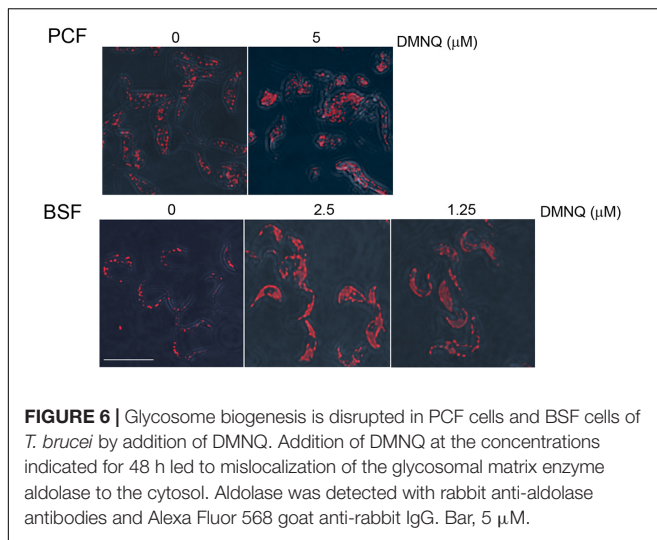 PCF 0 5 DMNQ (μM)
BSF 0 2.5 1.25 DMNQ (μM)
FIGURE 6 | Glycosome biogenesis is disrupted in PCF cells and BSF cells of
T. brucei by addition of DMNQ. Addition of DMNQ at the concentrations
indicated for 48 h led to mislocalization of the glycosomal matrix enzyme
aldolase to the cytosol. Aldolase was detected with rabbit anti-aldolase
antibodies and Alexa Fluor 568 goat anti-rabbit IgG. Bar, 5 μM.